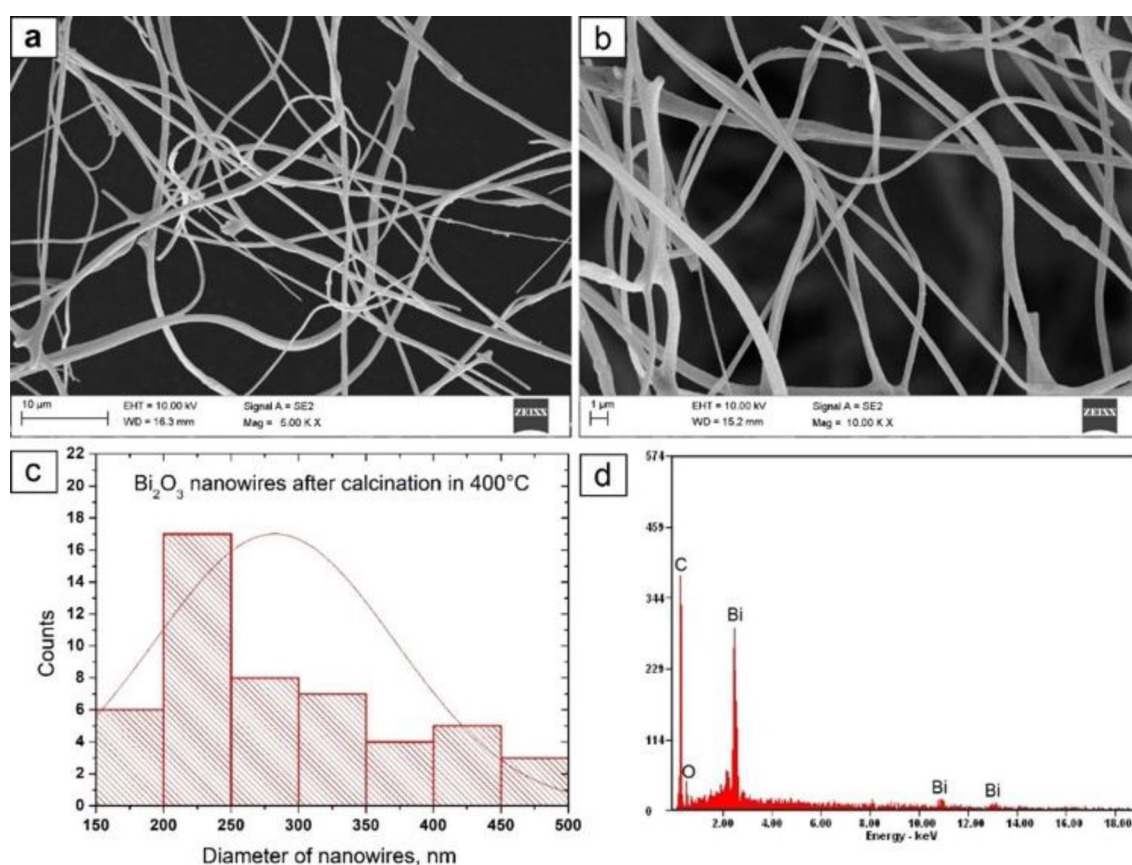 a
10 µm
EHT = 10.00 kV
Signal A = SE2
WD = 16.3 mm
Mag = 5.00 K X
ZEISS
b
1 µm
EHT = 10.00 kV
Signal A = SE2
WD = 15.2 mm
Mag = 10.00 K X
ZEISS
c
Bi₂O₃ nanowires after calcination in 400°C
Counts
22
20
18
16
14
12
10
8
6
4
2
0
150 200 250 300 350 400 450 500
Diameter of nanowires, nm
d
574
459
344
229
114
0
C
O
Bi
Bi
Bi
2.00 4.00 6.00 8.00 10.00 12.00 14.00 16.00 18.00
Energy - keV